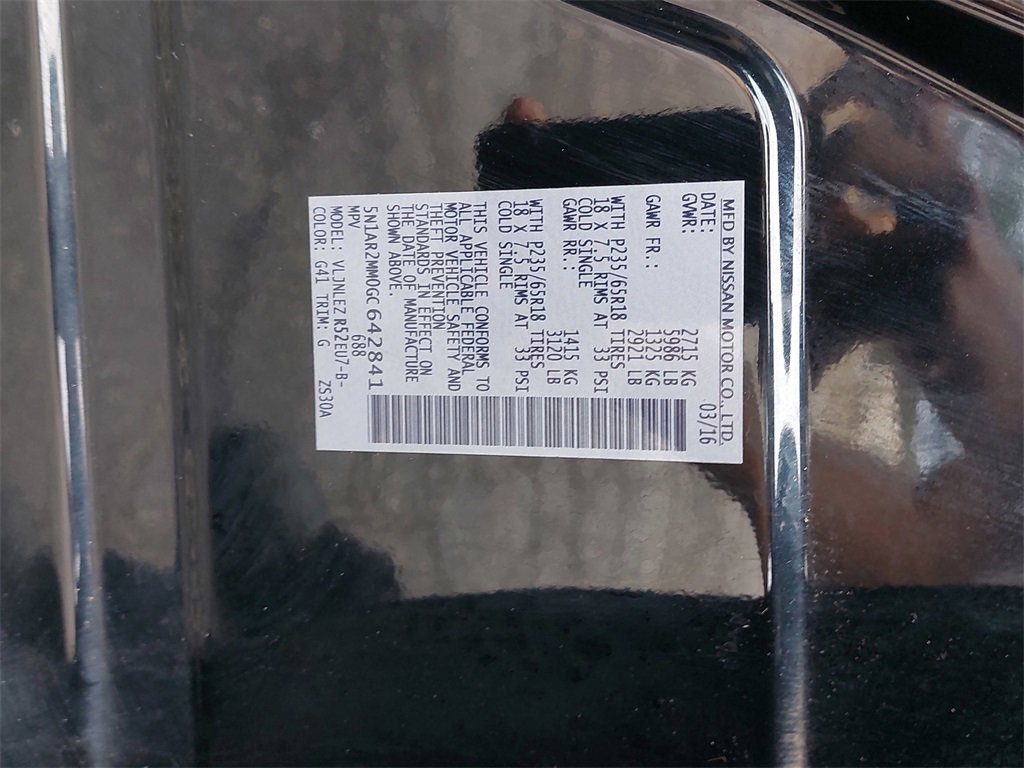 MFD BY NISSAN MOTOR CO., LTD.
DATE: 03/16
GVWR: 2715 KG
5986 LB
GAWR FR.: 1325 KG
2921 LB
WITH P235/65R18 TIRES
18 X 7.5 RIMS AT 33 PSI
COLD SINGLE
GAWR RR.: 1415 KG
3120 LB
WITH P235/65R18 TIRES
18 X 7.5 RIMS AT 33 PSI
COLD SINGLE
THIS VEHICLE CONFORMS TO
ALL APPLICABLE FEDERAL
MOTOR VEHICLE SAFETY AND
THEFT PREVENTION
STANDARDS IN EFFECT ON
THE DATE OF MANUFACTURE
SHOWN ABOVE.
5N1AR2MM0GC642841
MPV 688
MODEL: VLJNLEZ R52EU7-B-
COLOR: G41 TRIM: G ZS30A